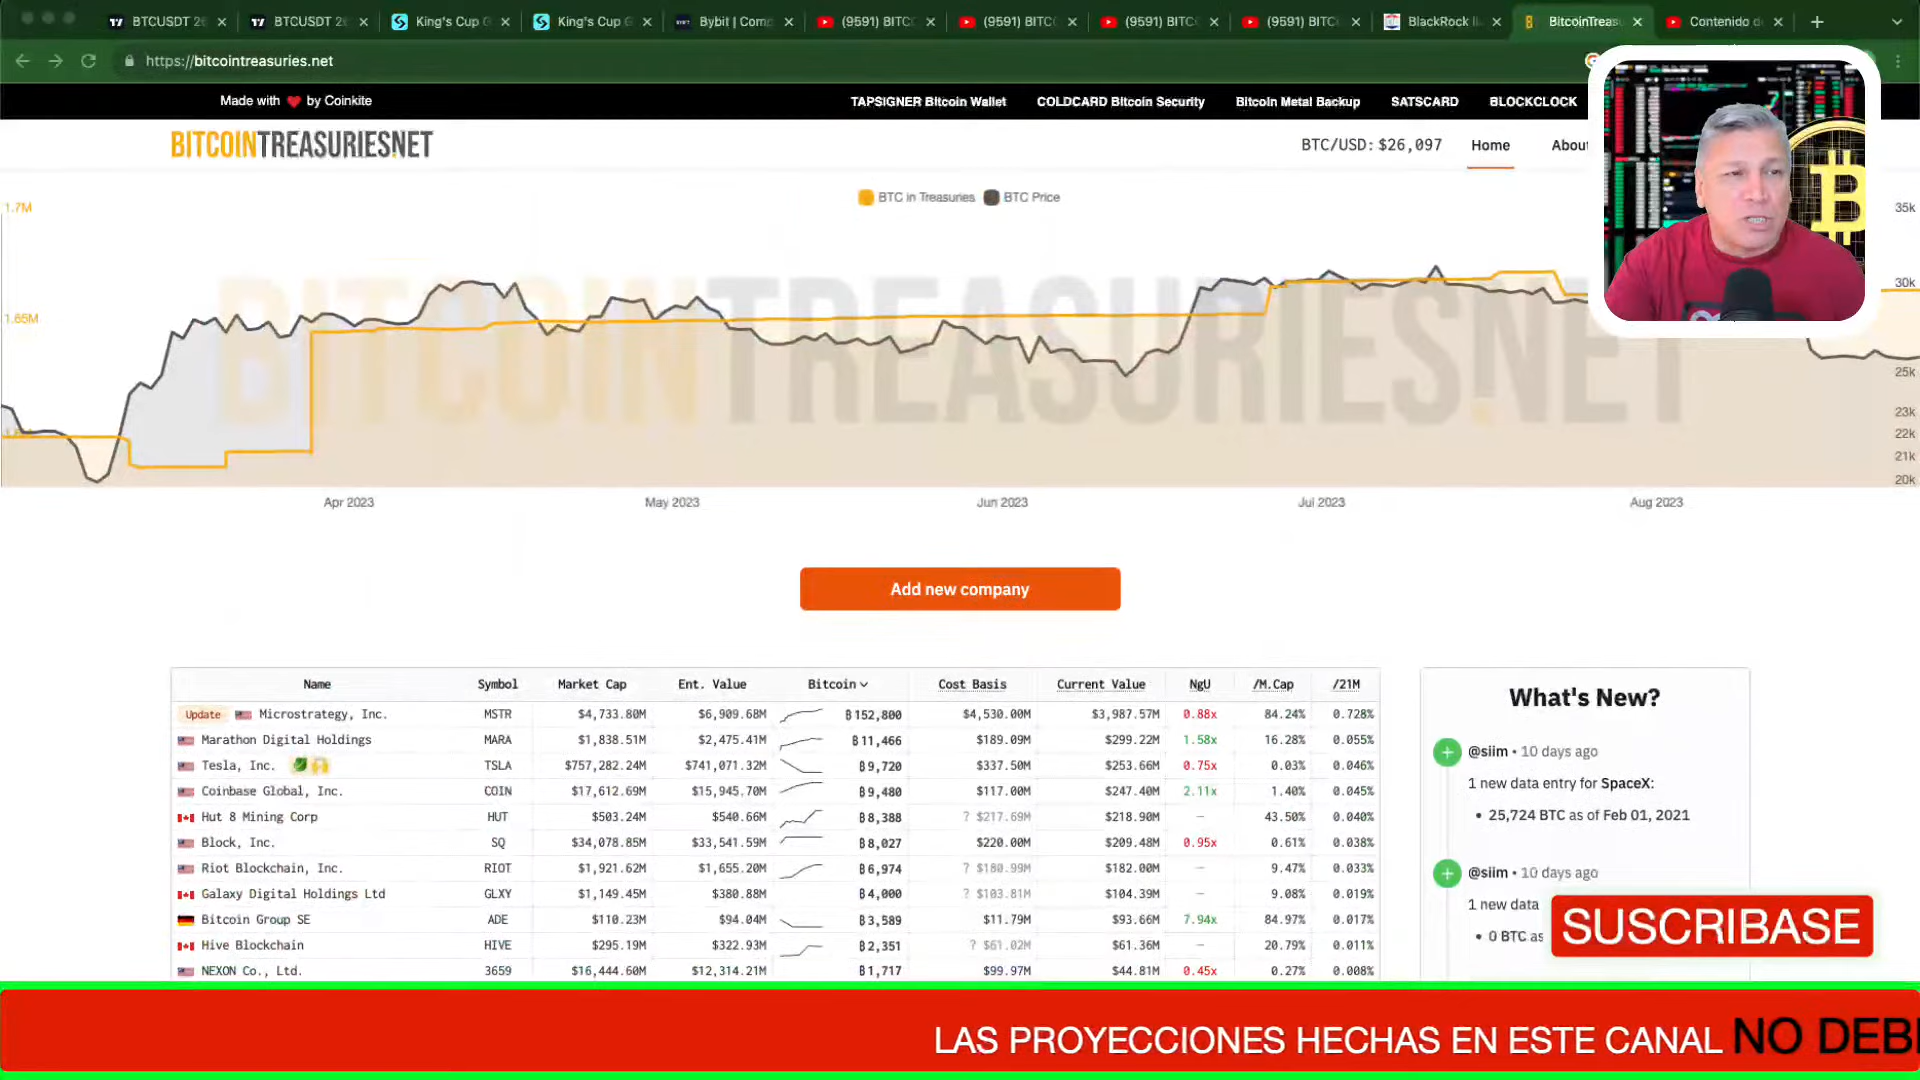 BTCUSDT 2
BTCUSDT 2
King's Cup G
King's Cup G
Bybit | Com
(9591) BITC
(9591) BITC
(9591) BITC
(9591) BITC
BlackRock
BitcoinTreas
Contenido d
https://bitcointreasuries.net
Made with by Coinkite
TAPSIGNER Bitcoin Wallet
COLDCARD Bitcoin Security
Bitcoin Metal Backup
SATSCARD
BLOCKCLOCK
BITCOINTREASURIES.NET
BTC/USD: $26,097
Home
About
BTC in Treasuries
BTC Price
1.7M
35k
BITCOINTREASURIES.NET
30k
1.65M
25k
23k
22k
21k
20k
Apr 2023
May 2023
Jun 2023
Jul 2023
Aug 2023
Add new company
Name Symbol Market Cap Ent. Value Bitcoin Cost Basis Current Value NgU /M.Cap /21M
Update Microstrategy, Inc. MSTR $4,733.80M $6,909.68M ₿152,800 $4,530.00M $3,987.57M 0.88x 84.24% 0.728%
Marathon Digital Holdings MARA $1,838.51M $2,475.41M ₿11,466 $189.09M $299.22M 1.58x 16.28% 0.055%
Tesla, Inc. TSLA $757,282.24M $741,071.32M ₿9,720 $337.50M $253.66M 0.75x 0.03% 0.046%
Coinbase Global, Inc. COIN $17,612.69M $15,945.70M ₿9,480 $117.00M $247.40M 2.11x 1.40% 0.045%
Hut 8 Mining Corp HUT $503.24M $540.66M ₿8,388 ? $217.69M $218.90M – 43.50% 0.040%
Block, Inc. SQ $34,078.85M $33,541.59M ₿8,027 $220.00M $209.48M 0.95x 0.61% 0.038%
Riot Blockchain, Inc. RIOT $1,921.62M $1,655.20M ₿6,974 ? $180.99M $182.00M – 9.47% 0.033%
Galaxy Digital Holdings Ltd GLXY $1,149.45M $380.88M ₿4,000 ? $103.81M $104.39M – 9.08% 0.019%
Bitcoin Group SE ADE $110.23M $94.04M ₿3,589 $11.79M $93.66M 7.94x 84.97% 0.017%
Hive Blockchain HIVE $295.19M $322.93M ₿2,351 ? $61.02M $61.36M – 20.79% 0.011%
NEXON Co., Ltd. 3659 $16,444.60M $12,314.21M ₿1,717 $99.97M $44.81M 0.45x 0.27% 0.008%
What's New?
@siim • 10 days ago
1 new data entry for SpaceX:
• 25,724 BTC as of Feb 01, 2021
@siim • 10 days ago
1 new data
• 0 BTC as
SUSCRIBASE
LAS PROYECCIONES HECHAS EN ESTE CANAL NO DEB